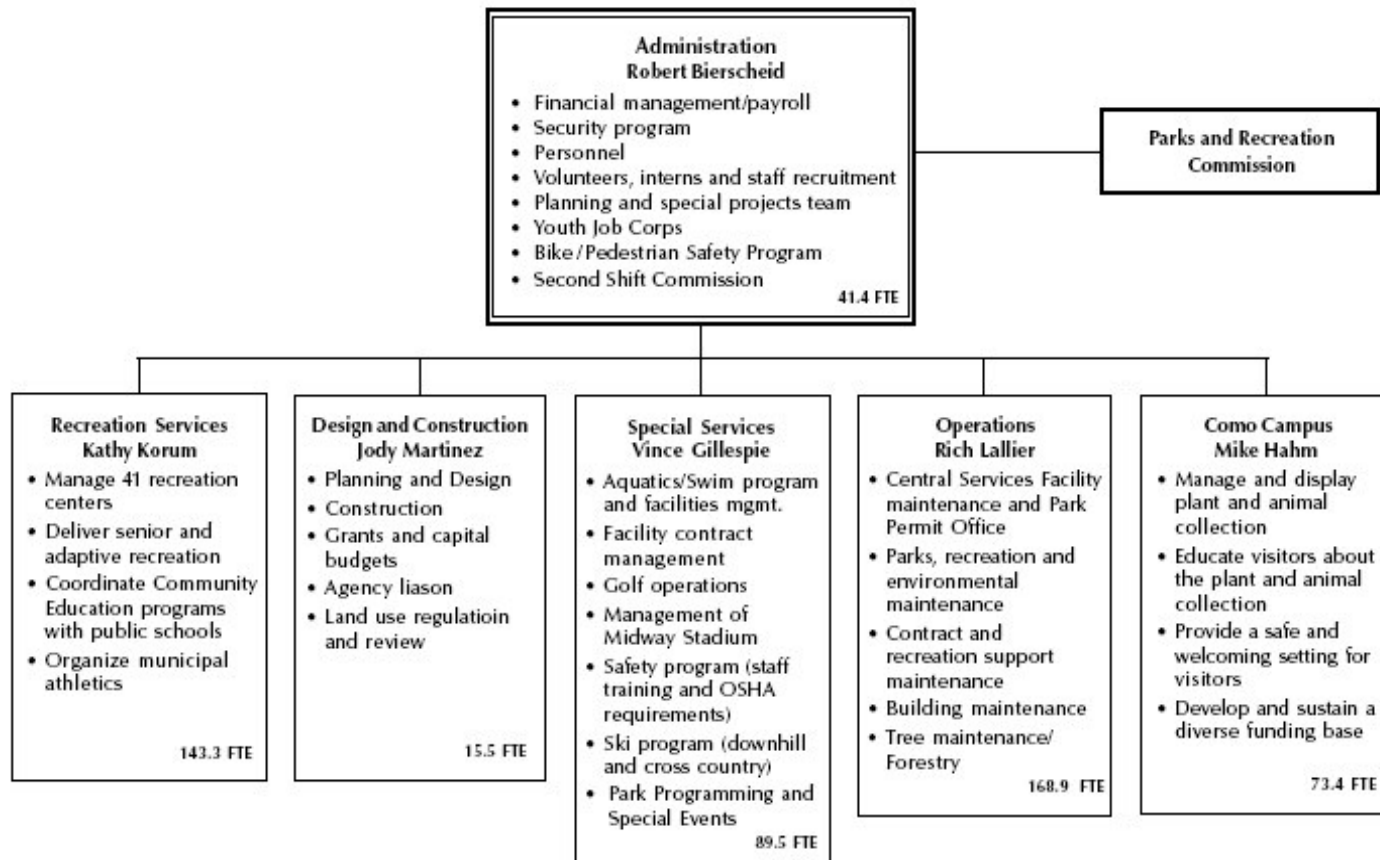 Administration
Robert Bierscheid
• Financial management/payroll
• Security program
• Personnel
• Volunteers, interns and staff recruitment
• Planning and special projects team
• Youth Job Corps
• Bike/Pedestrian Safety Program
• Second Shift Commission
41.4 FTE
Parks and Recreation
Commission
Recreation Services
Kathy Korum
• Manage 41 recreation
centers
• Deliver senior and
adaptive recreation
• Coordinate Community
Education programs
with public schools
• Organize municipal
athletics
143.3 FTE
Design and Construction
Jody Martinez
• Planning and Design
• Construction
• Grants and capital
budgets
• Agency liason
• Land use regulatioin
and review
15.5 FTE
Special Services
Vince Gillespie
• Aquatics/Swim program
and facilities mgmt.
• Facility contract
management
• Golf operations
• Management of
Midway Stadium
• Safety program (staff
training and OSHA
requirements)
• Ski program (downhill
and cross country)
• Park Programming and
Special Events
89.5 FTE
Operations
Rich Lallier
• Central Services Facility
maintenance and Park
Permit Office
• Parks, recreation and
environmental
maintenance
• Contract and
recreation support
maintenance
• Building maintenance
• Tree maintenance/
Forestry
168.9 FTE
Como Campus
Mike Hahm
• Manage and display
plant and animal
collection
• Educate visitors about
the plant and animal
collection
• Provide a safe and
welcoming setting for
visitors
• Develop and sustain a
diverse funding base
73.4 FTE